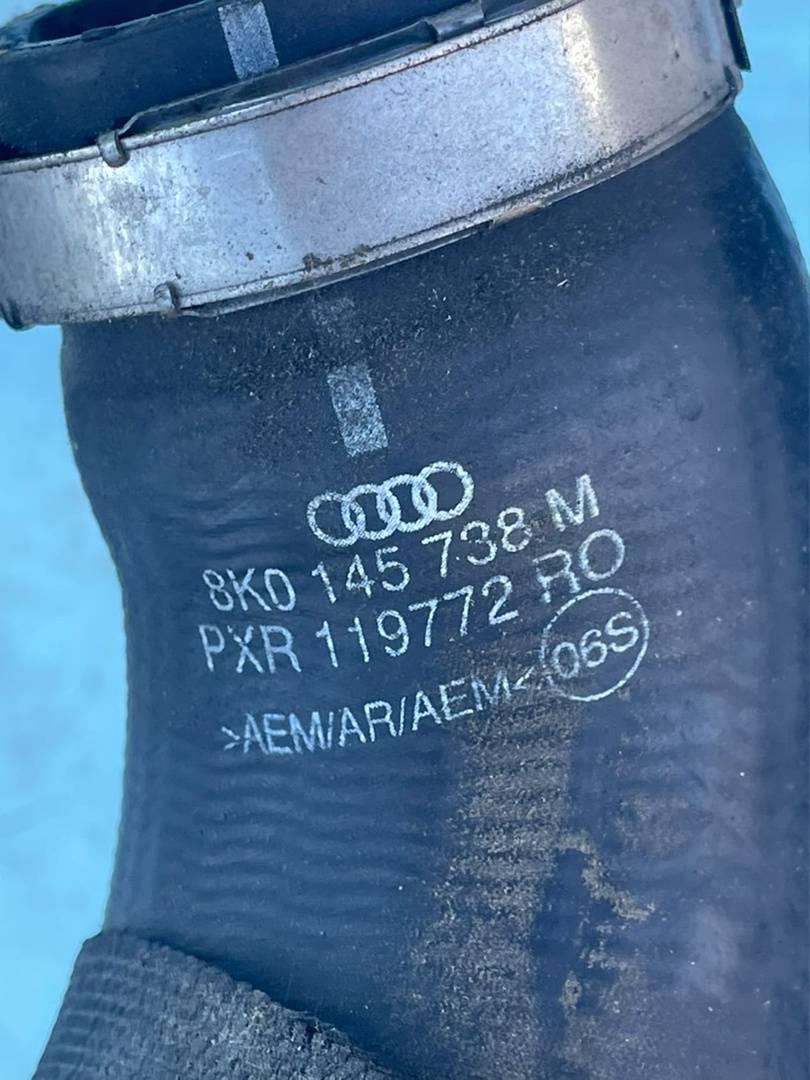 8K0 145 738 M
PXR 119772 RO
>AEM/AR/AEM< 06S